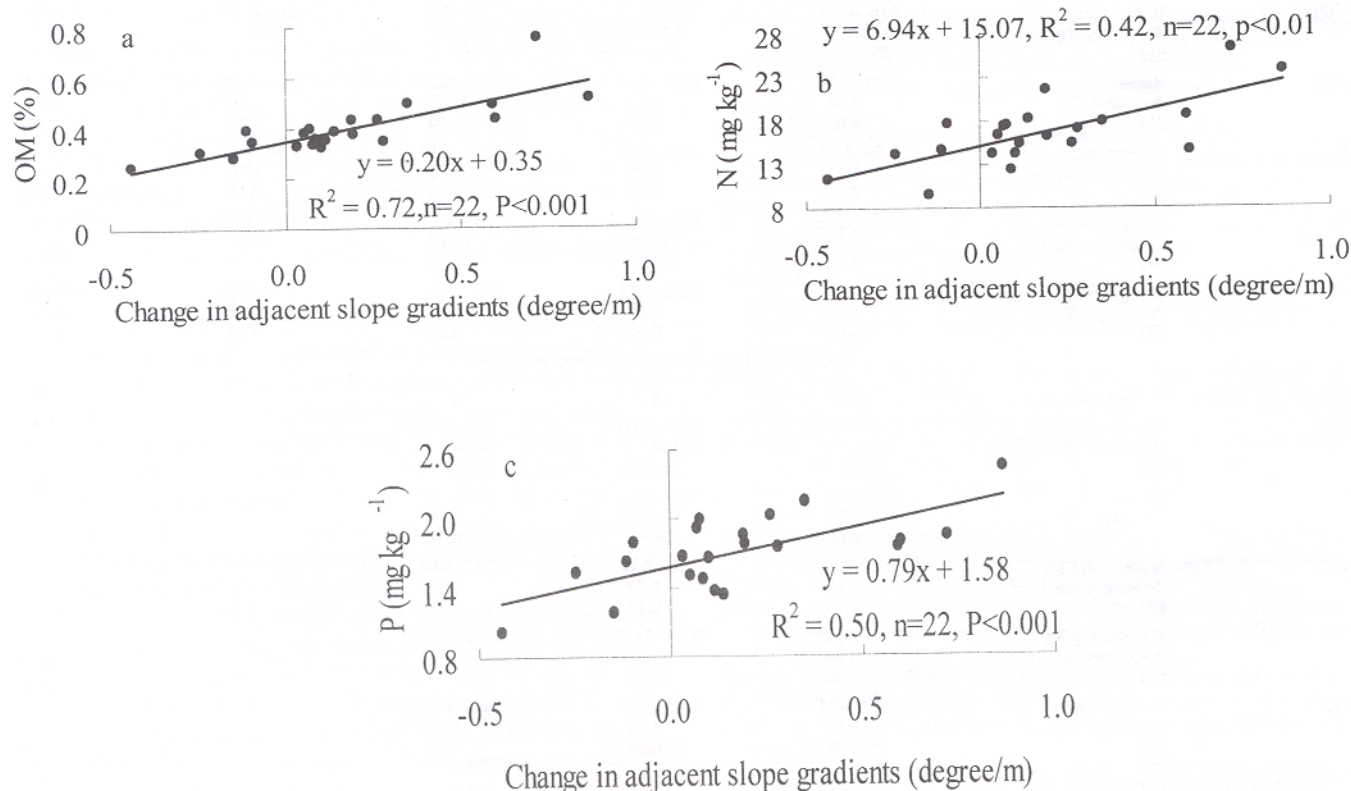 a
OM (%)
0.8
0.6
0.4
0.2
0
y = 0.20x + 0.35
R² = 0.72,n=22, P<0.001
-0.5 0.0 0.5 1.0
Change in adjacent slope gradients (degree/m)
y = 6.94x + 15.07, R² = 0.42, n=22, p<0.01
b
N (mg kg⁻¹)
28
23
18
13
8
-0.5 0.0 0.5 1.0
Change in adjacent slope gradients (degree/m)
c
P (mg kg⁻¹)
2.6
2.0
1.4
0.8
y = 0.79x + 1.58
R² = 0.50, n=22, P<0.001
-0.5 0.0 0.5 1.0
Change in adjacent slope gradients (degree/m)